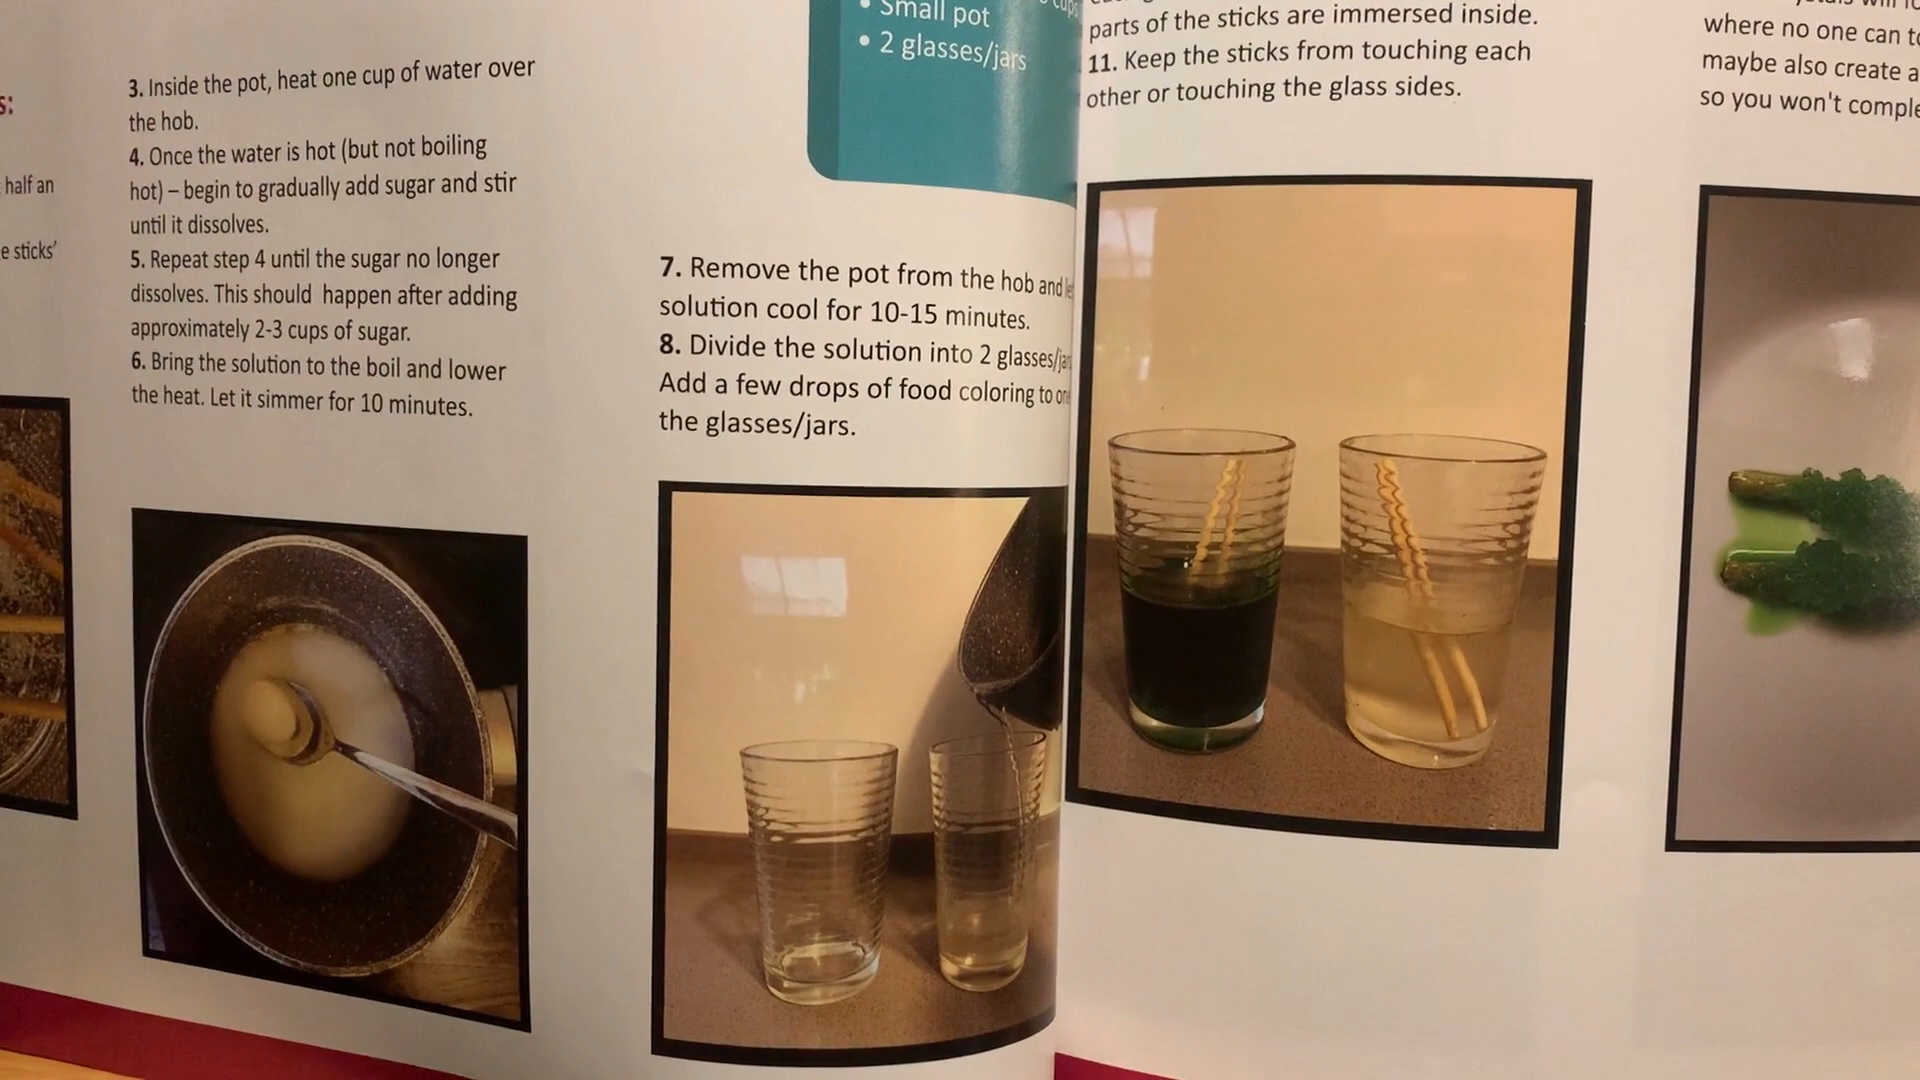 s:
half an
e sticks'
3. Inside the pot, heat one cup of water over
the hob.
4. Once the water is hot (but not boiling
hot) – begin to gradually add sugar and stir
until it dissolves.
5. Repeat step 4 until the sugar no longer
dissolves. This should happen after adding
approximately 2-3 cups of sugar.
6. Bring the solution to the boil and lower
the heat. Let it simmer for 10 minutes.
cups
• Small pot
• 2 glasses/jars
7. Remove the pot from the hob and
solution cool for 10-15 minutes.
8. Divide the solution into 2 glasses/
Add a few drops of food coloring to
the glasses/jars.
parts of the sticks are immersed inside.
11. Keep the sticks from touching each
other or touching the glass sides.
where no one can
maybe also create a
so you won't